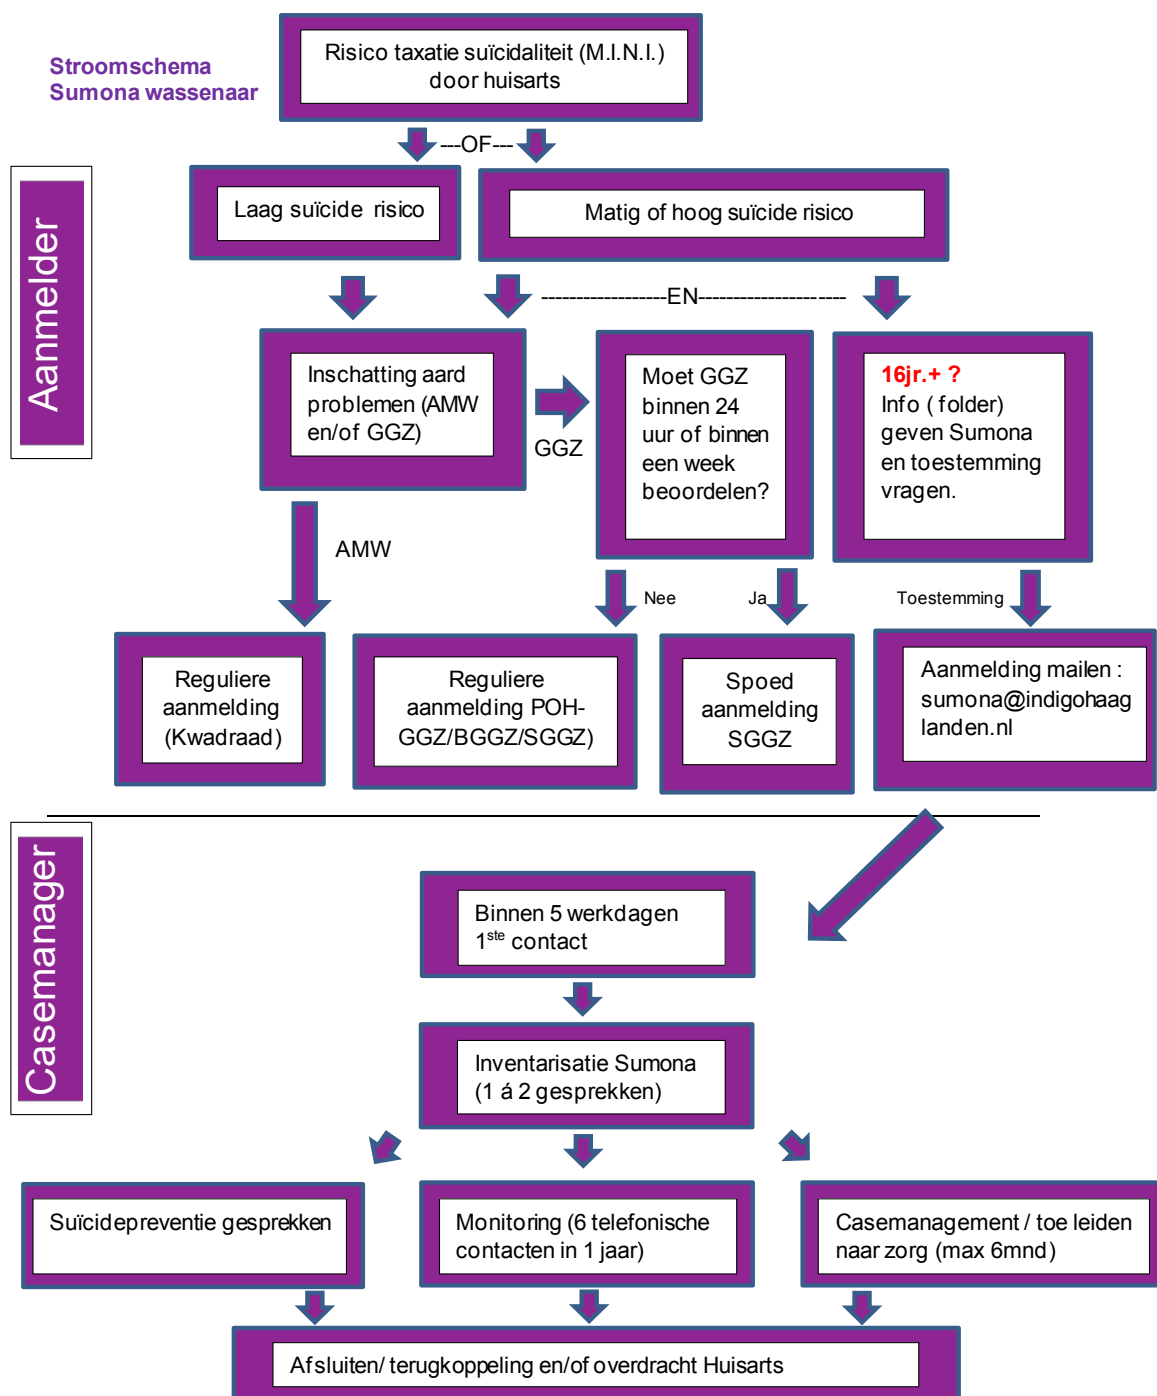 Stroomschema
Sumona wassenaar
Risico taxatie suïcidaliteit (M.I.N.I.)
door huisarts
---OF---
Aanmelder
Laag suïcide risico
Matig of hoog suïcide risico
------------------EN---------------------
Inschatting aard
problemen (AMW
en/of GGZ)
GGZ
Moet GGZ
binnen 24
uur of binnen
een week
beoordelen?
16jr.+ ?
Info ( folder)
geven Sumona
en toestemming
vragen.
AMW
Nee
Ja
Toestemming
Reguliere
aanmelding
(Kwadraad)
Reguliere
aanmelding POH-
GGZ/BGGZ/SGGZ)
Spoed
aanmelding
SGGZ
Aanmelding mailen :
sumona@indigohaag
landen.nl
Casemanager
Binnen 5 werkdagen
1ste contact
Inventarisatie Sumona
(1 á 2 gesprekken)
Suïcidepreventie gesprekken
Monitoring (6 telefonische
contacten in 1 jaar)
Casemanagement / toe leiden
naar zorg (max 6mnd)
Afsluiten/ terugkoppeling en/of overdracht Huisarts